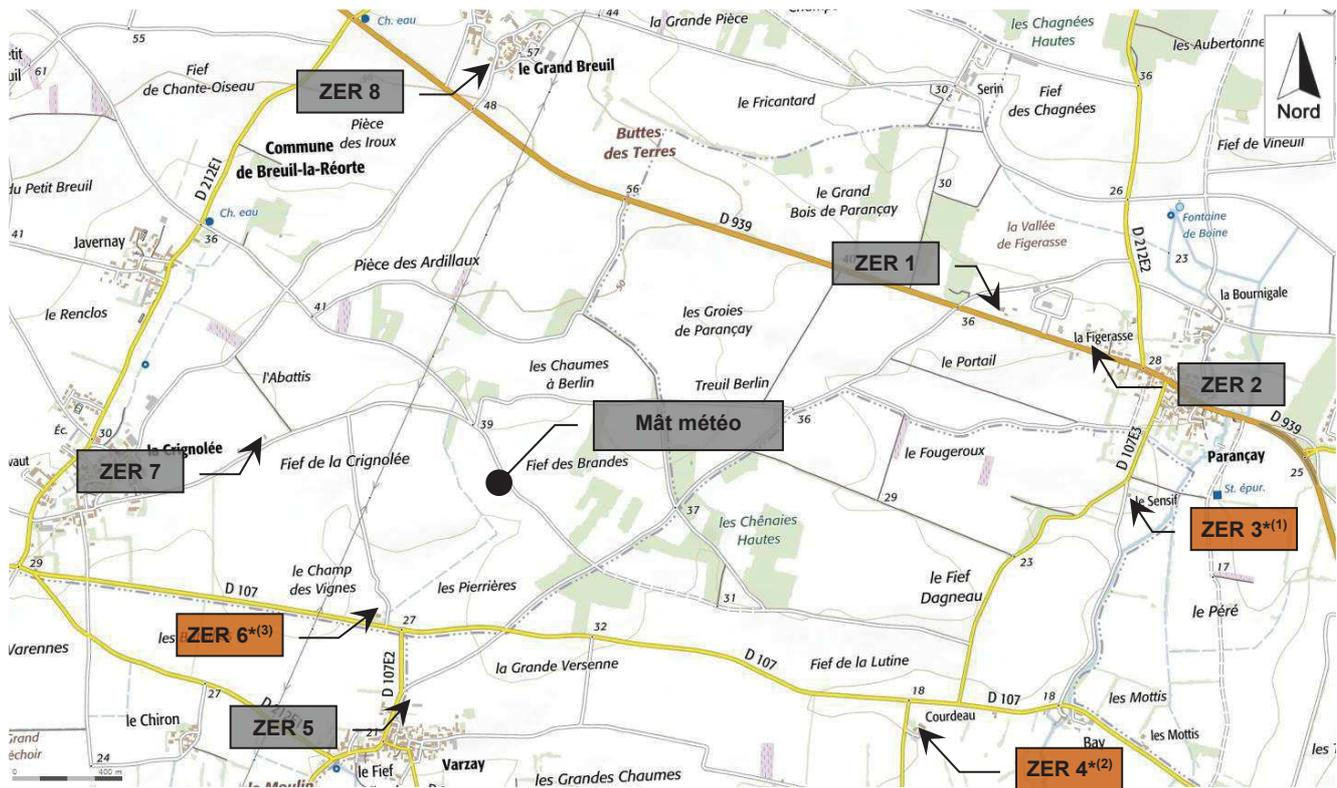 Ch. eau
44
la Grande Pièce
les Chagnées
Hautes
les Aubertonne
55
57
Nord
61
Fief
de Chante-Oiseau
ZER 8
le Grand Breuil
36
le Fricantard
30
Serin
Fief
des Chagnées
48
Pièce
des Iroux
Buttes
des Terres
Fief de Vineuil
Commune
de Breuil-la-Réorte
D 212E1
du Petit Breuil
56
le Grand
Bois de Parançay
30
26
Ch. eau
D 939
la Vallée
de Figerasse
Fontaine
de Boine
41
36
Javernay
D 212E2
23
Pièce des Ardillaux
ZER 1
40
50
la Bournigale
le Renclos
41
les Groies
de Parançay
36
la Figerasse
28
les Chaumes
à Berlin
le Portail
l'Abattis
Treuil Berlin
ZER 2
Mât météo
39
36
D 939
Éc.
30
la Crignolée
D 107E3
vaut
ZER 7
Fief de la Crignolée
Fief des Brandes
le Fougeroux
Parançay
25
29
St. épur.
le Sensif
37
les Chênaies
Hautes
ZER 3*(1)
29
le Champ
des Vignes
23
17
D 107
les Pierrières
31
le Fief
Dagneau
le Péré
ZER 6*(3)
27
les
32
Varennes
la Grande Versenne
D 107
Fief de la Lutine
D 107E2
27
18
D 107
18
les Mottis
le Chiron
D 212E1
ZER 5
Courdeau
21
les Mottis
Grand
échoir
Bay
24
le Fief
Varzay
0
400 m
les Grandes Chaumes
ZER 4*(2)
le Moulin